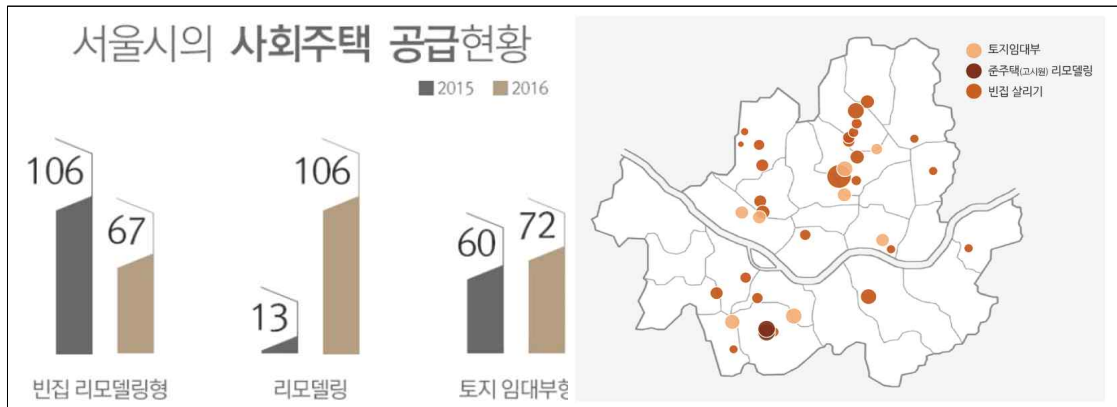 서울시의 사회주택 공급현황
2015 2016
106
67
13
106
60
72
빈집 리모델링형
리모델링
토지 임대부형
토지임대부
준주택(고시원) 리모델링
빈집 살리기